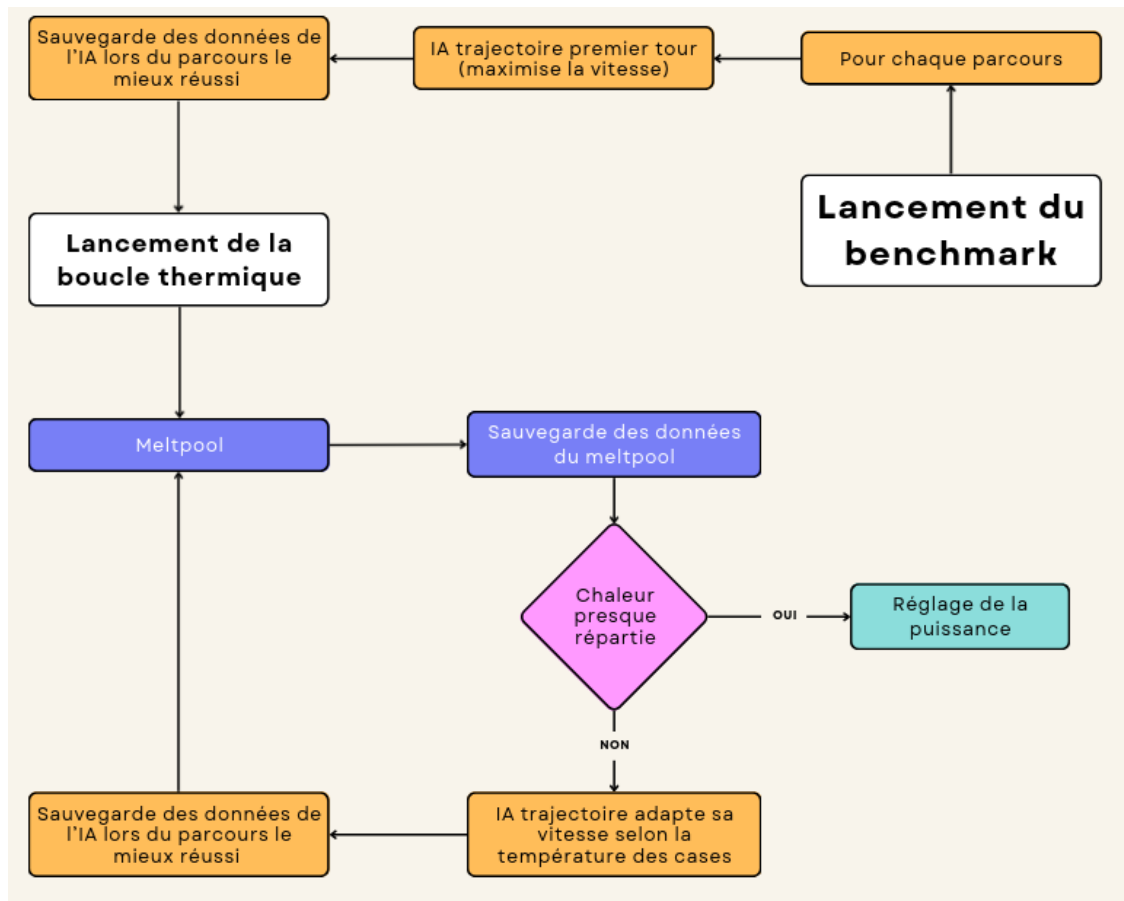 Sauvegarde des données de
l'IA lors du parcours le
mieux réussi
IA trajectoire premier tour
(maximise la vitesse)
Pour chaque parcours
Lancement du
benchmark
Lancement de la
boucle thermique
Meltpool
Sauvegarde des données
du meltpool
Chaleur
presque
répartie
OUI
Réglage de la
puissance
NON
Sauvegarde des données de
l'IA lors du parcours le
mieux réussi
IA trajectoire adapte sa
vitesse selon la
température des cases